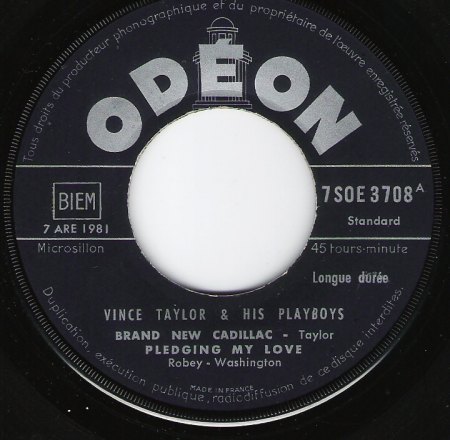 Tous droits du producteur phonographique et du propriétaire de l'œuvre enregistrée réservés
ODÉON
BIEM
7 ARE 1981
7SOE 3708 A
Standard
Microsillon
45 tours-minute
Longue durée
VINCE TAYLOR & HIS PLAYBOYS
BRAND NEW CADILLAC - Taylor
PLEDGING MY LOVE
Robey - Washington
Duplication, exécution publique, radiodiffusion de ce disque interdites.
MADE IN FRANCE